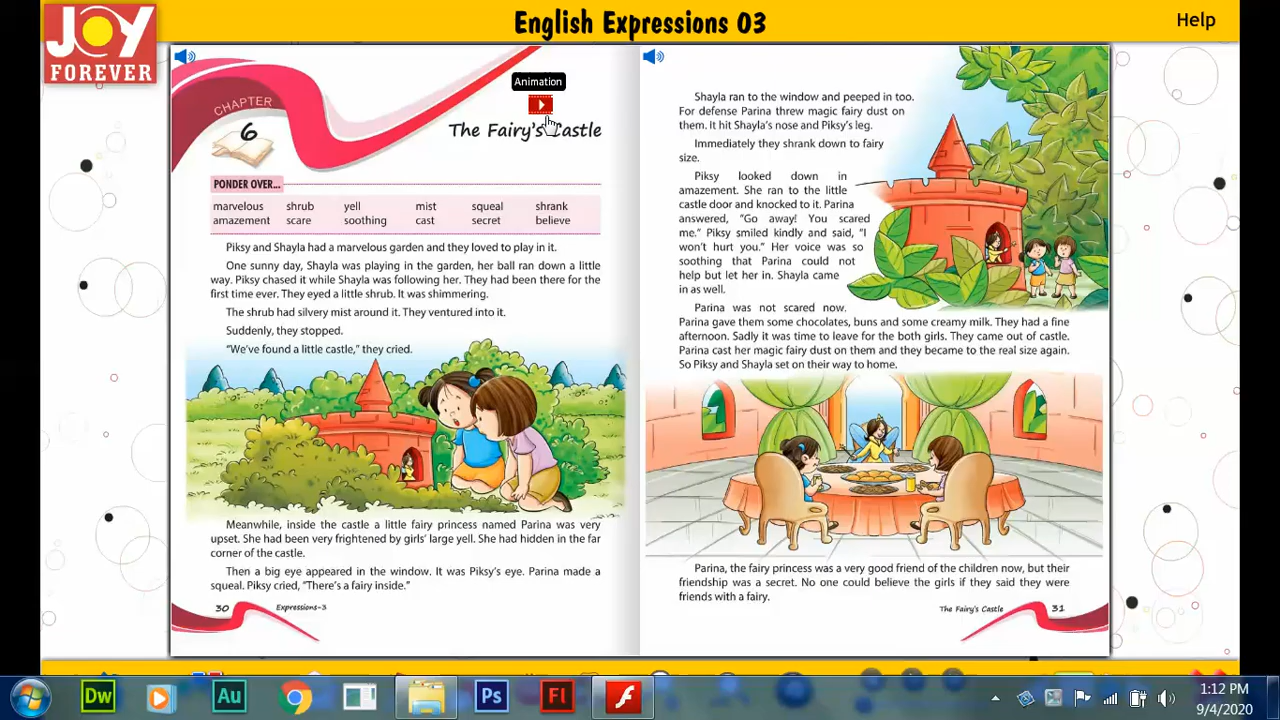 English Expressions 03
Help
JOY
FOREVER
CHAPTER
6
Animation
The Fairy's Castle
PONDER OVER...
marvelous shrub yell mist squeal shrank
amazement scare soothing cast secret believe
Piksy and Shayla had a marvelous garden and they loved to play in it.
One sunny day, Shayla was playing in the garden, her ball ran down a little
way. Piksy chased it while Shayla was following her. They had been there for the
first time ever. They eyed a little shrub. It was shimmering.
The shrub had silvery mist around it. They ventured into it.
Suddenly, they stopped.
“We've found a little castle,” they cried.
Meanwhile, inside the castle a little fairy princess named Parina was very
upset. She had been very frightened by girls' large yell. She had hidden in the far
corner of the castle.
Then a big eye appeared in the window. It was Piksy's eye. Parina made a
squeal. Piksy cried, “There's a fairy inside.”
30
Expressions-3
Shayla ran to the window and peeped in too.
For defense Parina threw magic fairy dust on
them. It hit Shayla's nose and Piksy's leg.
Immediately they shrank down to fairy
size.
Piksy looked down in
amazement. She ran to the little
castle door and knocked to it. Parina
answered, “Go away! You scared
me.” Piksy smiled kindly and said, “I
won't hurt you.” Her voice was so
soothing that Parina could not
help but let her in. Shayla came
in as well.
Parina was not scared now.
Parina gave them some chocolates, buns and some creamy milk. They had a fine
afternoon. Sadly it was time to leave for the both girls. They came out of castle.
Parina cast her magic fairy dust on them and they became to the real size again.
So Piksy and Shayla set on their way to home.
Parina, the fairy princess was a very good friend of the children now, but their
friendship was a secret. No one could believe the girls if they said they were
friends with a fairy.
The Fairy's Castle
31
Dw
Au
Ps
Fl
1:12 PM
9/4/2020